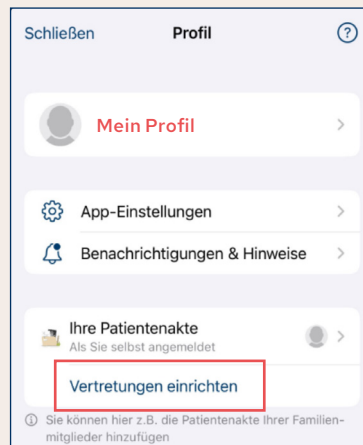 Schließen Profil ?
Mein Profil
App-Einstellungen
Benachrichtigungen & Hinweise
Ihre Patientenakte
Als Sie selbst angemeldet
Vertretungen einrichten
Sie können hier z.B. die Patientenakte Ihrer Familien-
mitglieder hinzufügen